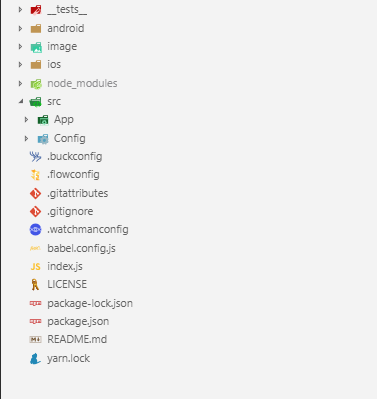 __tests__
android
image
ios
node_modules
src
App
Config
.buckconfig
.flowconfig
.gitattributes
.gitignore
.watchmanconfig
babel.config.js
JS index.js
LICENSE
package-lock.json
package.json
README.md
yarn.lock